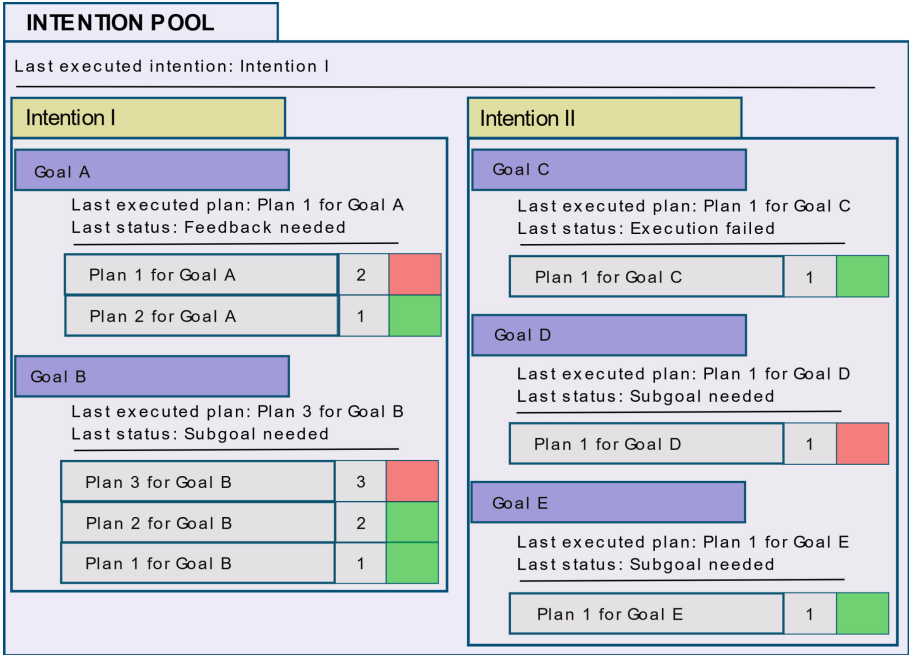 INTENTION POOL
Last executed intention: Intention I
Intention I
Goal A
Last executed plan: Plan 1 for Goal A
Last status: Feedback needed
Plan 1 for Goal A 2
Plan 2 for Goal A 1
Goal B
Last executed plan: Plan 3 for Goal B
Last status: Subgoal needed
Plan 3 for Goal B 3
Plan 2 for Goal B 2
Plan 1 for Goal B 1
Intention II
Goal C
Last executed plan: Plan 1 for Goal C
Last status: Execution failed
Plan 1 for Goal C 1
Goal D
Last executed plan: Plan 1 for Goal D
Last status: Subgoal needed
Plan 1 for Goal D 1
Goal E
Last executed plan: Plan 1 for Goal E
Last status: Subgoal needed
Plan 1 for Goal E 1